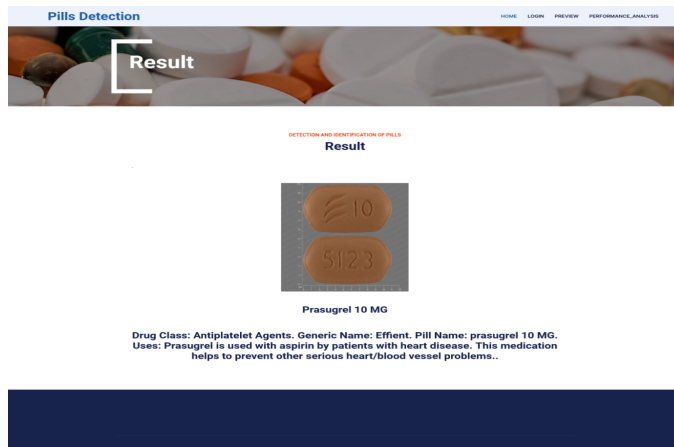 Pills Detection
HOME LOGIN PREVIEW PERFORMANCE_ANALYSIS
Result
DETECTION AND IDENTIFICATION OF PILLS
Result
10
5123
Prasugrel 10 MG
Drug Class: Antiplatelet Agents. Generic Name: Effient. Pill Name: prasugrel 10 MG.
Uses: Prasugrel is used with aspirin by patients with heart disease. This medication
helps to prevent other serious heart/blood vessel problems..